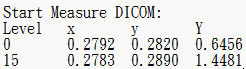 Start Measure DICOM:
Level x y Y
0 0.2792 0.2820 0.6456
15 0.2783 0.2890 1.4481